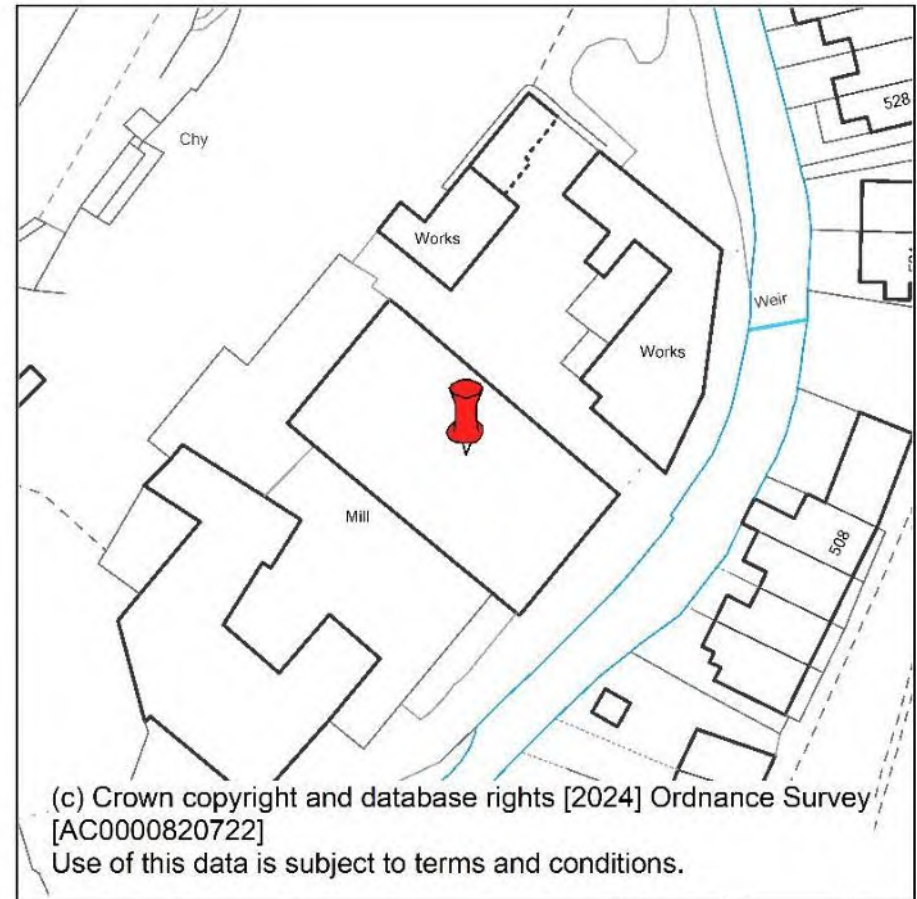 528
Chy
Works
Weir
Works
Mill
508
(c) Crown copyright and database rights [2024] Ordnance Survey
[AC0000820722]
Use of this data is subject to terms and conditions.